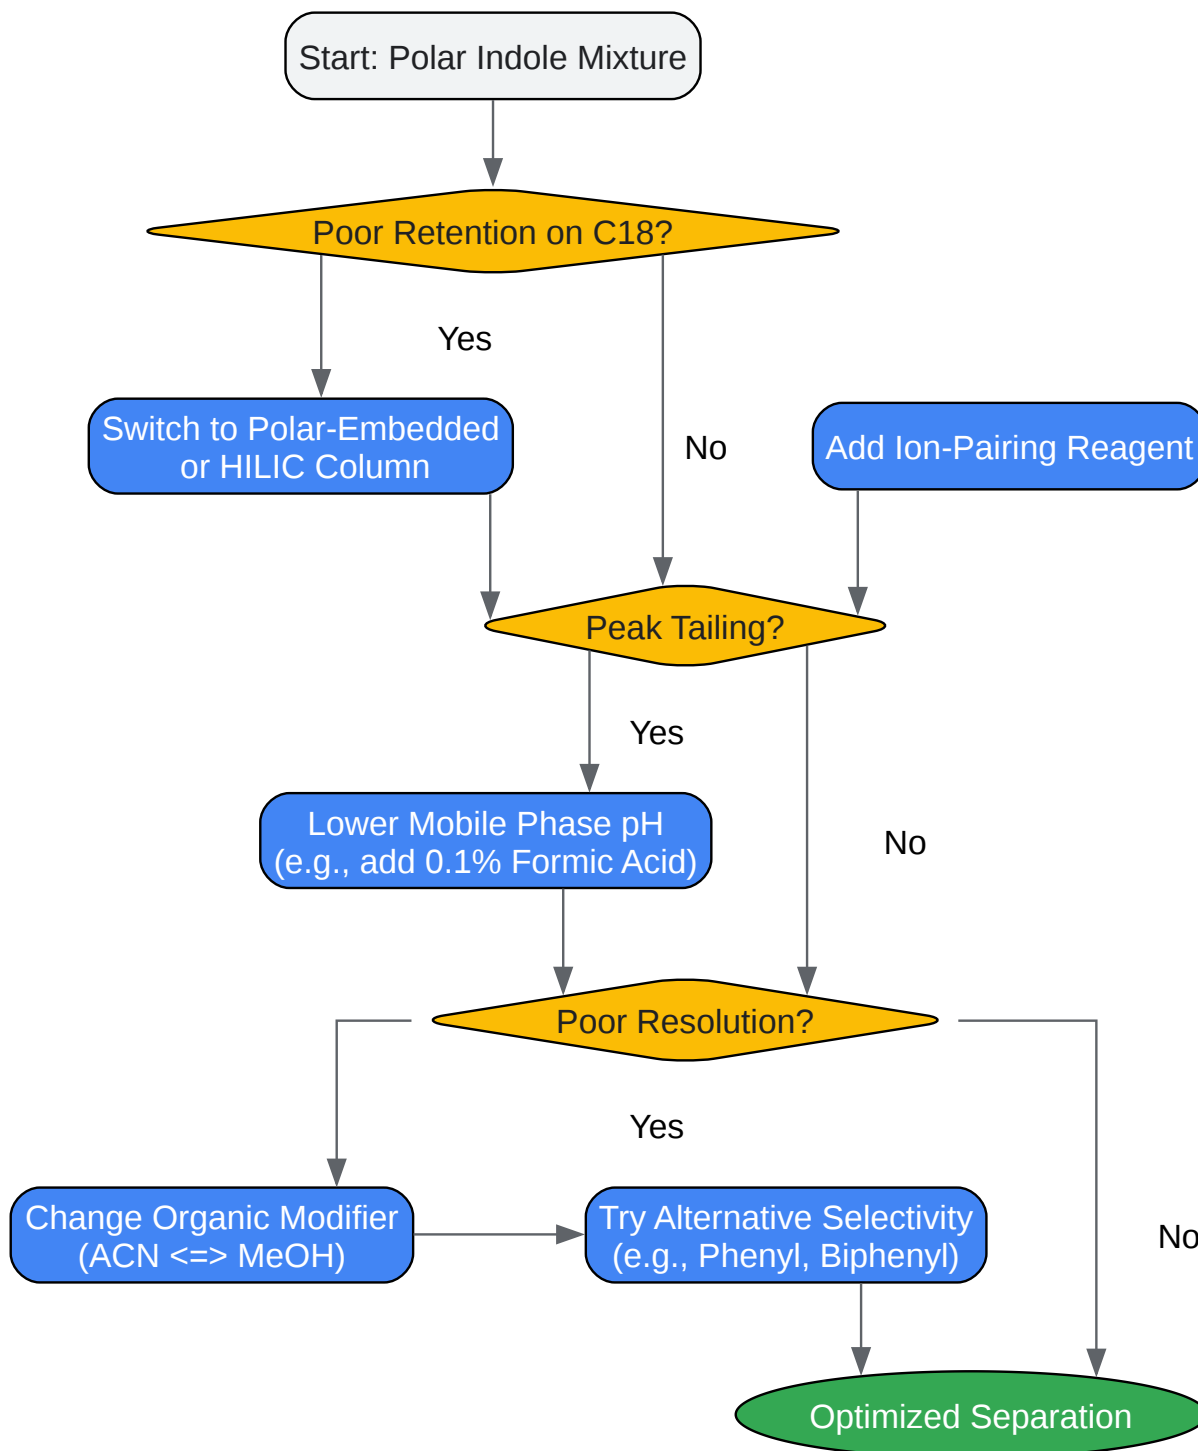 Start: Polar Indole Mixture
Poor Retention on C18?
Yes
Switch to Polar-Embedded
or HILIC Column
No
Add Ion-Pairing Reagent
Peak Tailing?
Yes
Lower Mobile Phase pH
(e.g., add 0.1% Formic Acid)
No
Poor Resolution?
Yes
Change Organic Modifier
(ACN <=> MeOH)
Try Alternative Selectivity
(e.g., Phenyl, Biphenyl)
No
Optimized Separation